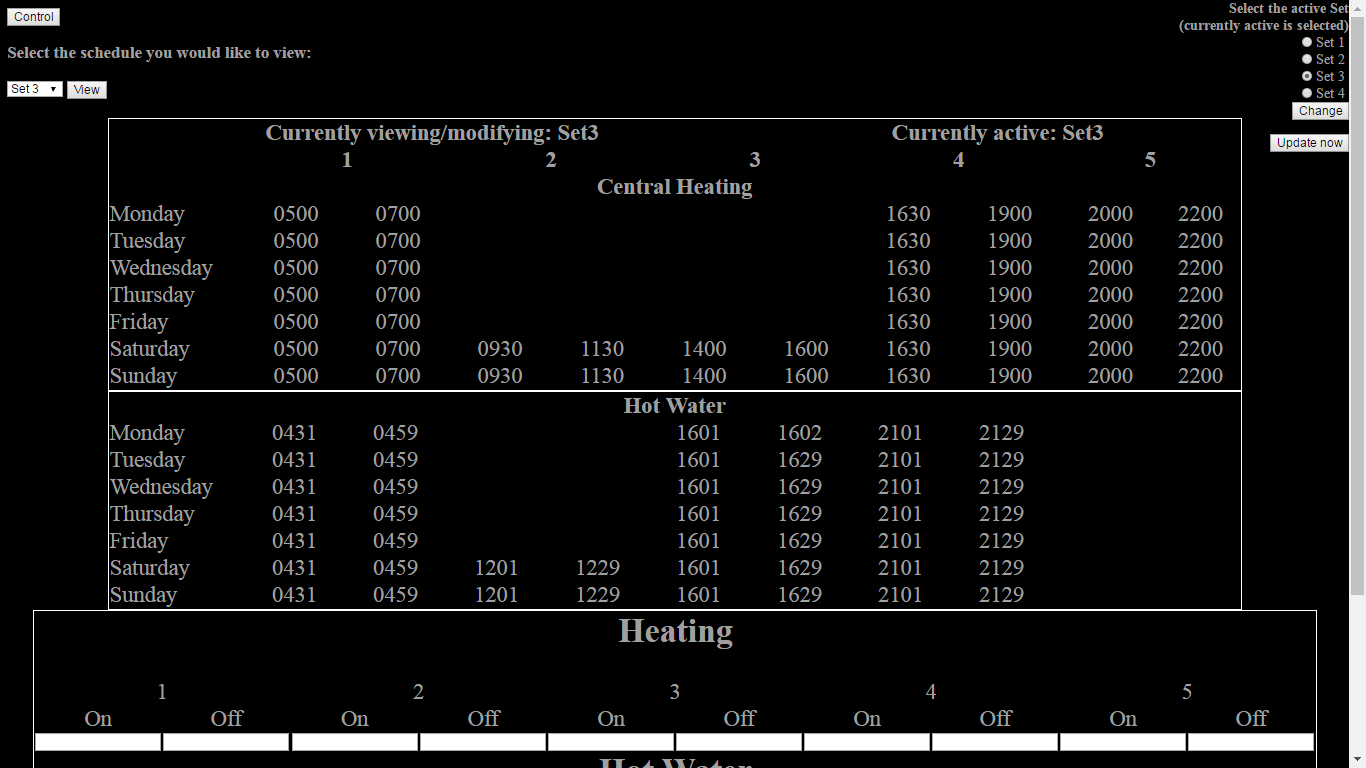 Control
Select the schedule you would like to view:
Set 3 View
Select the active Set
(currently active is selected)
Set 1
Set 2
Set 3
Set 4
Change
Update now
Currently viewing/modifying: Set3 Currently active: Set3
1 2 3 4 5
Central Heating
Monday 0500 0700 1630 1900 2000 2200
Tuesday 0500 0700 1630 1900 2000 2200
Wednesday 0500 0700 1630 1900 2000 2200
Thursday 0500 0700 1630 1900 2000 2200
Friday 0500 0700 1630 1900 2000 2200
Saturday 0500 0700 0930 1130 1400 1600 1630 1900 2000 2200
Sunday 0500 0700 0930 1130 1400 1600 1630 1900 2000 2200
Hot Water
Monday 0431 0459 1601 1602 2101 2129
Tuesday 0431 0459 1601 1629 2101 2129
Wednesday 0431 0459 1601 1629 2101 2129
Thursday 0431 0459 1601 1629 2101 2129
Friday 0431 0459 1601 1629 2101 2129
Saturday 0431 0459 1201 1229 1601 1629 2101 2129
Sunday 0431 0459 1201 1229 1601 1629 2101 2129
Heating
1 2 3 4 5
On Off On Off On Off On Off On Off
Hot Water